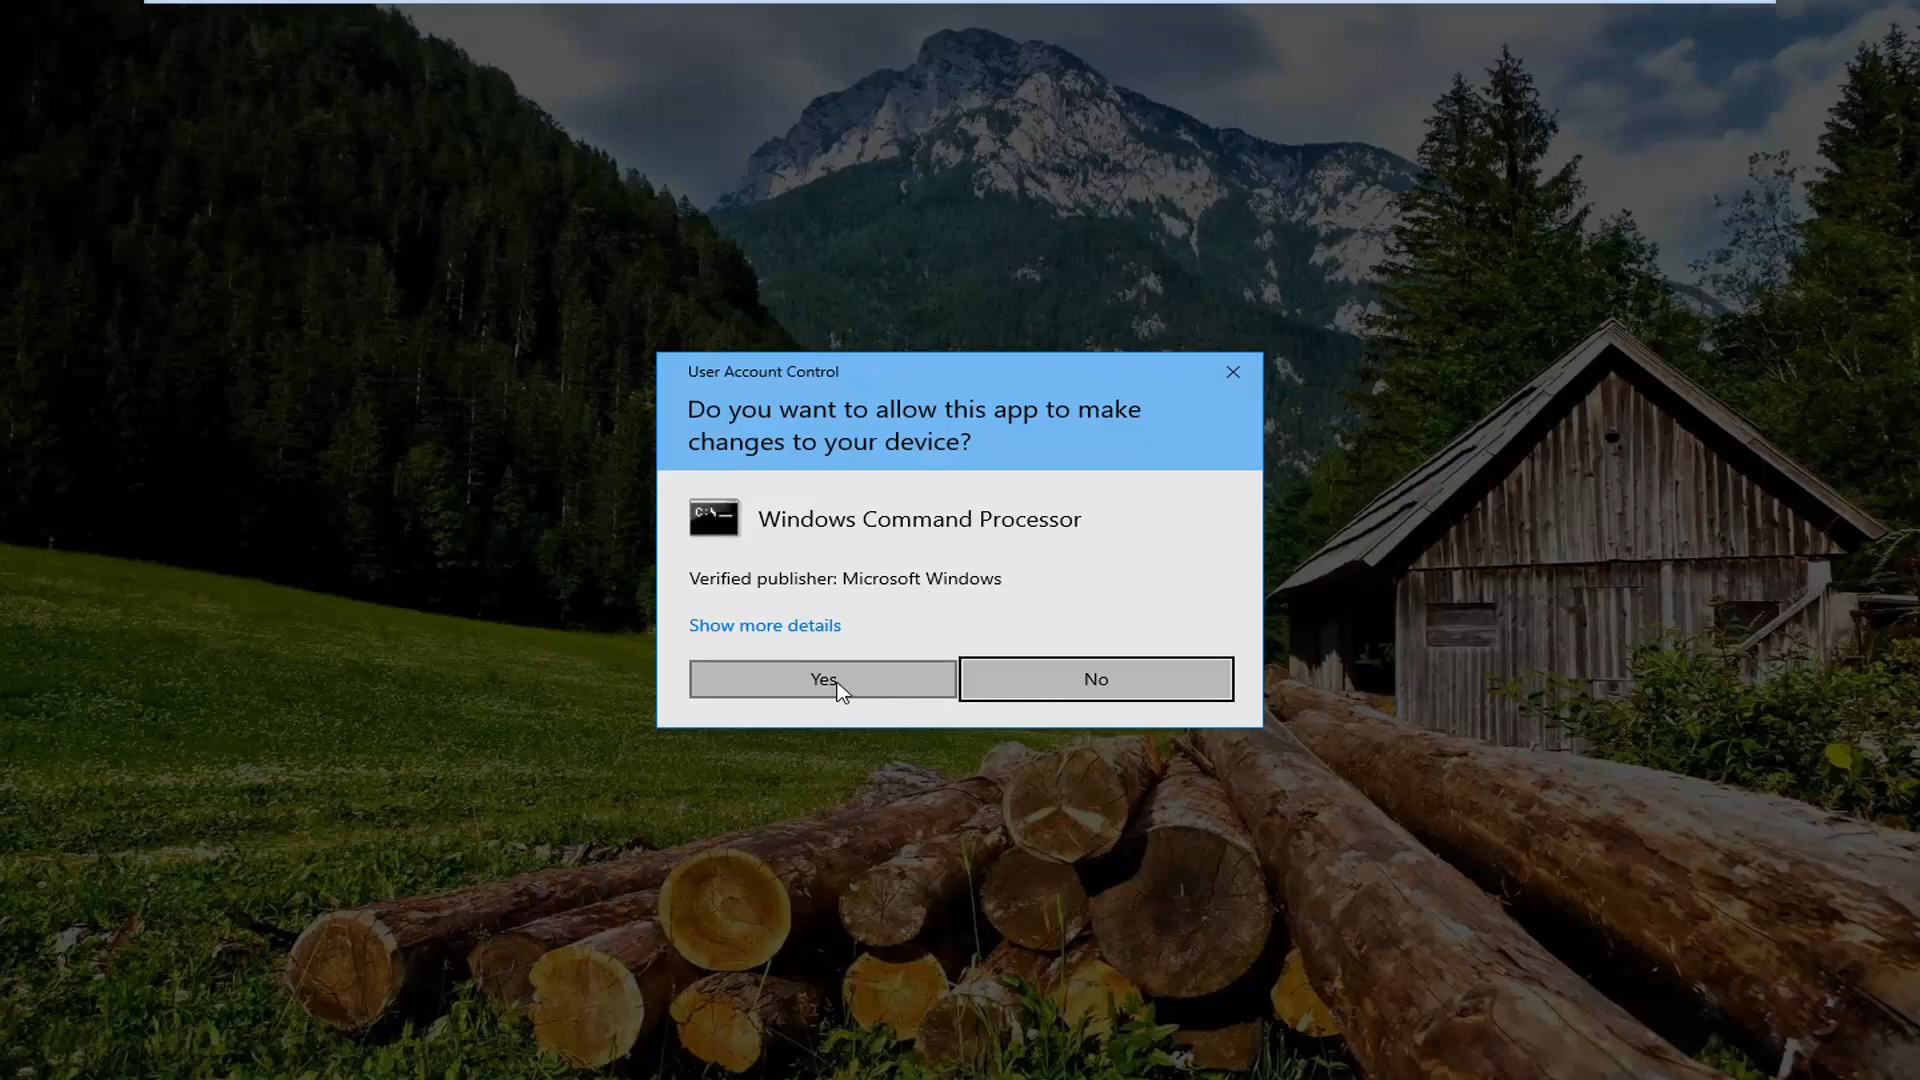 User Account Control
Do you want to allow this app to make
changes to your device?
C:\
Windows Command Processor
Verified publisher: Microsoft Windows
Show more details
Yes
No